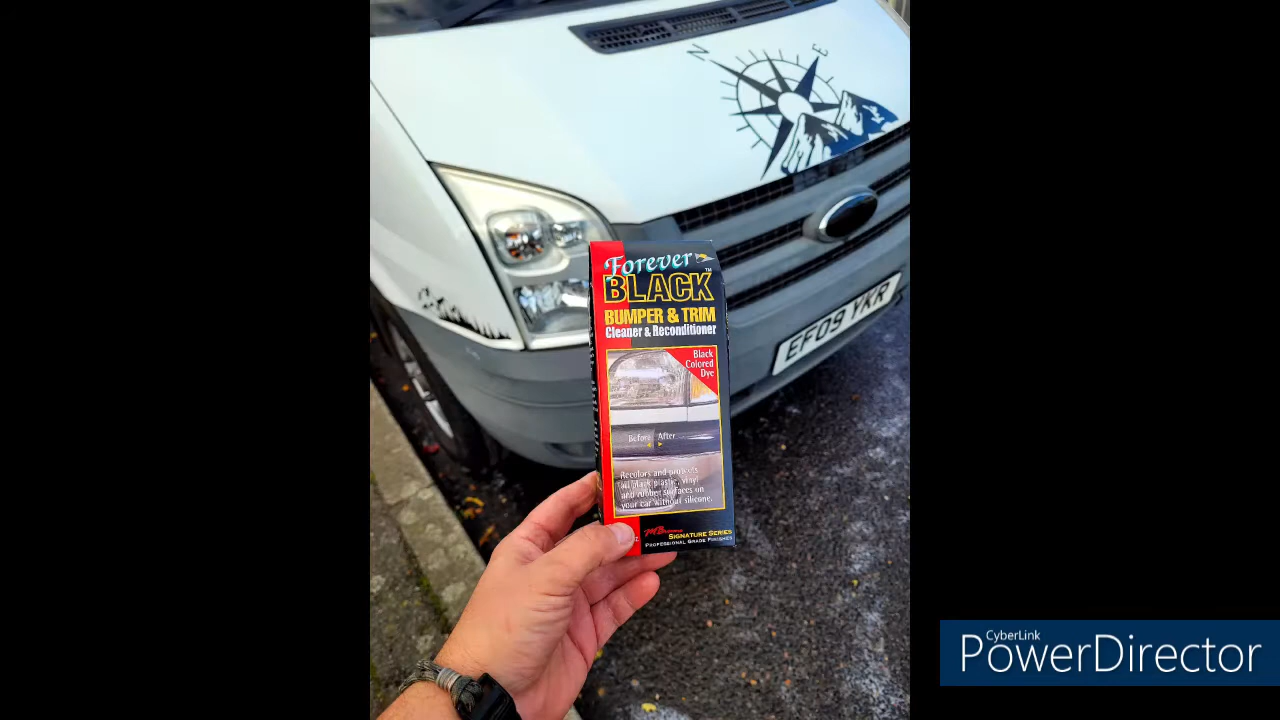 N E
Forever
BLACK™
BUMPER & TRIM
Cleaner & Reconditioner
Black
Colored
Dye
Before After
Recolors and protects
all black plastic, vinyl
and rubber surfaces on
your car without silicone.
SIGNATURE SERIES
PROFESSIONAL GRADE FINISHES
EF09 YKR
CyberLink
PowerDirector